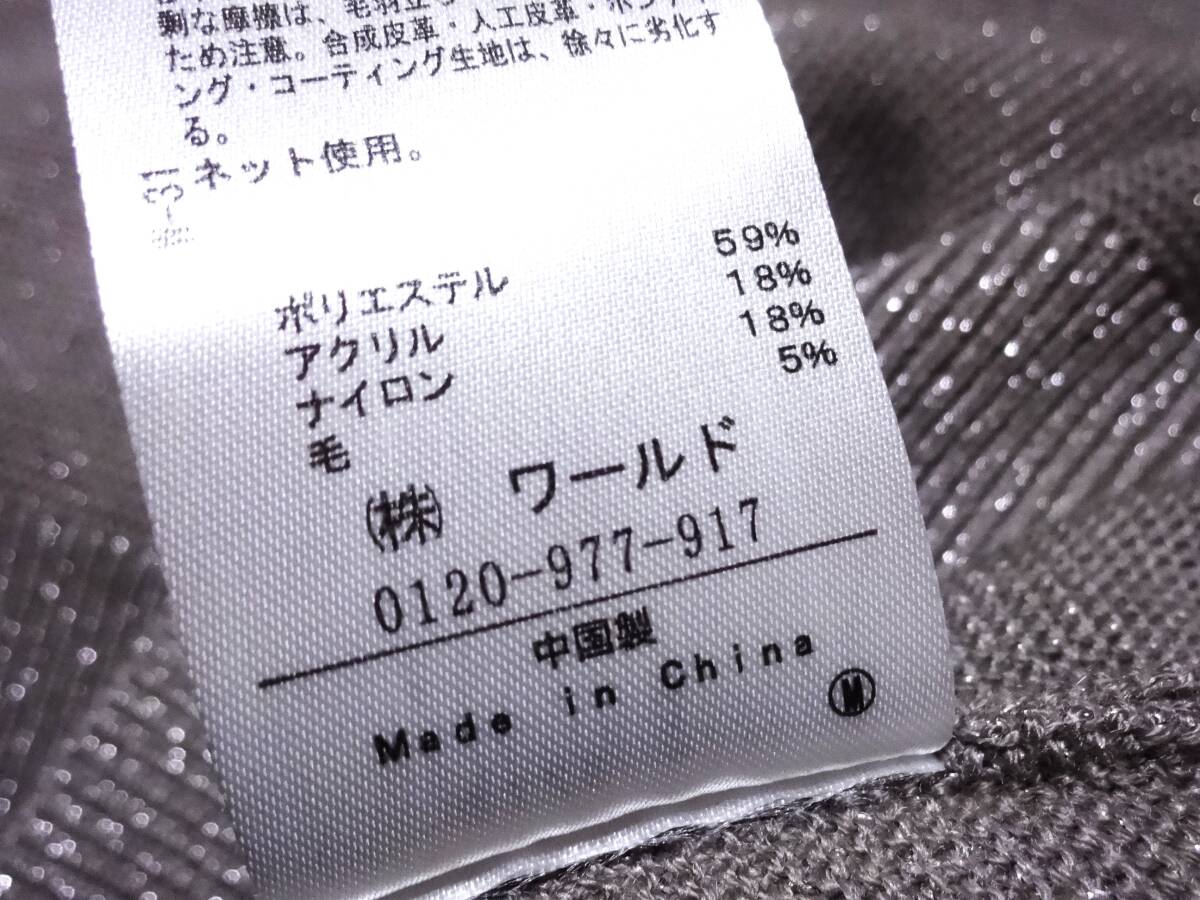 剰な摩擦は、毛羽立
ため注意。合成皮革・人工皮革・ボンディ
ング・コーティング生地は、徐々に劣化す
る。
ネット使用。
ポリエステル 59%
アクリル 18%
ナイロン 18%
毛 5%
㈱ ワールド
0120-977-917
中国製
Made in China
Ⓜ